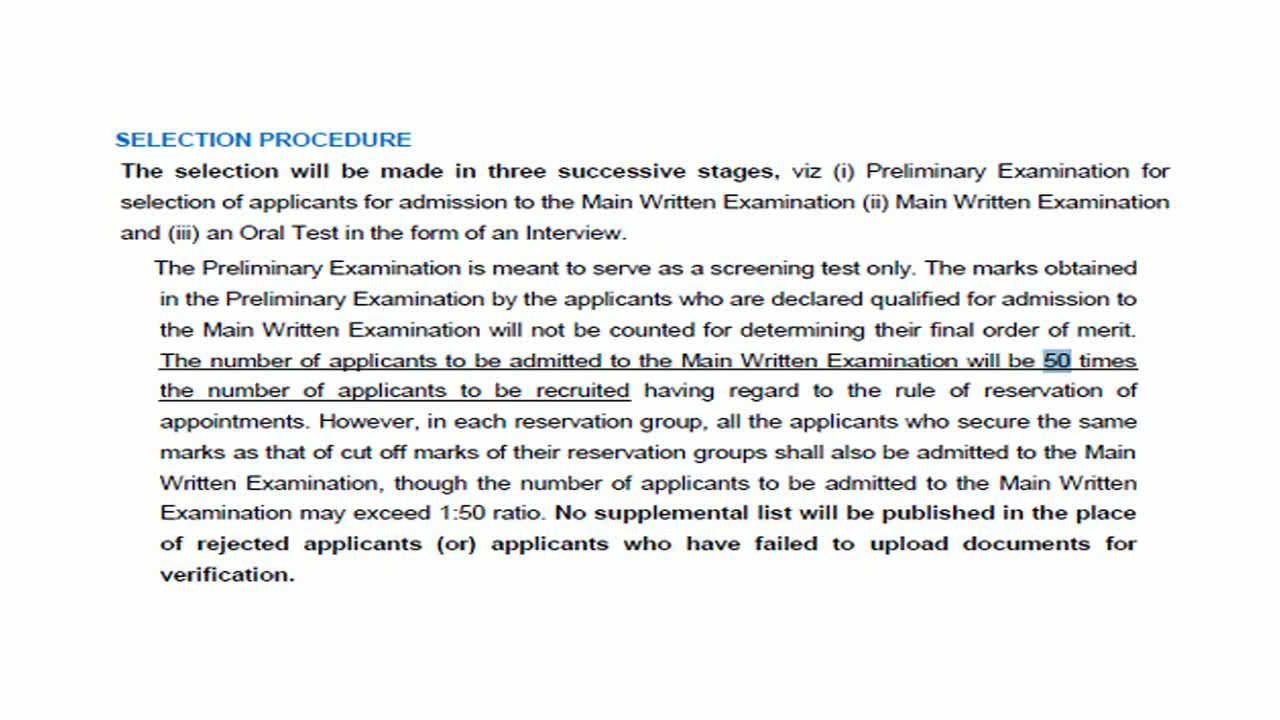 SELECTION PROCEDURE
The selection will be made in three successive stages, viz (i) Preliminary Examination for
selection of applicants for admission to the Main Written Examination (ii) Main Written Examination
and (iii) an Oral Test in the form of an Interview.
The Preliminary Examination is meant to serve as a screening test only. The marks obtained
in the Preliminary Examination by the applicants who are declared qualified for admission to
the Main Written Examination will not be counted for determining their final order of merit.
The number of applicants to be admitted to the Main Written Examination will be 50 times
the number of applicants to be recruited having regard to the rule of reservation of
appointments. However, in each reservation group, all the applicants who secure the same
marks as that of cut off marks of their reservation groups shall also be admitted to the Main
Written Examination, though the number of applicants to be admitted to the Main Written
Examination may exceed 1:50 ratio. No supplemental list will be published in the place
of rejected applicants (or) applicants who have failed to upload documents for
verification.